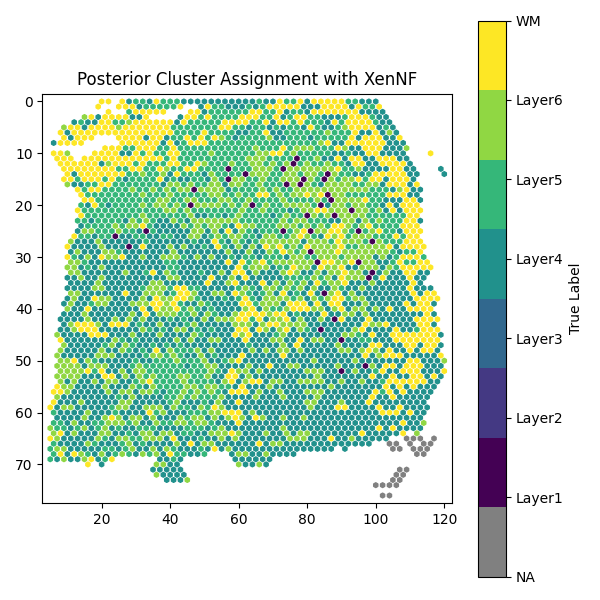 Posterior Cluster Assignment with XenNF
0
10
20
30
40
50
60
70
20
40
60
80
100
120
WM
Layer6
Layer5
Layer4
Layer3
Layer2
Layer1
NA
True Label